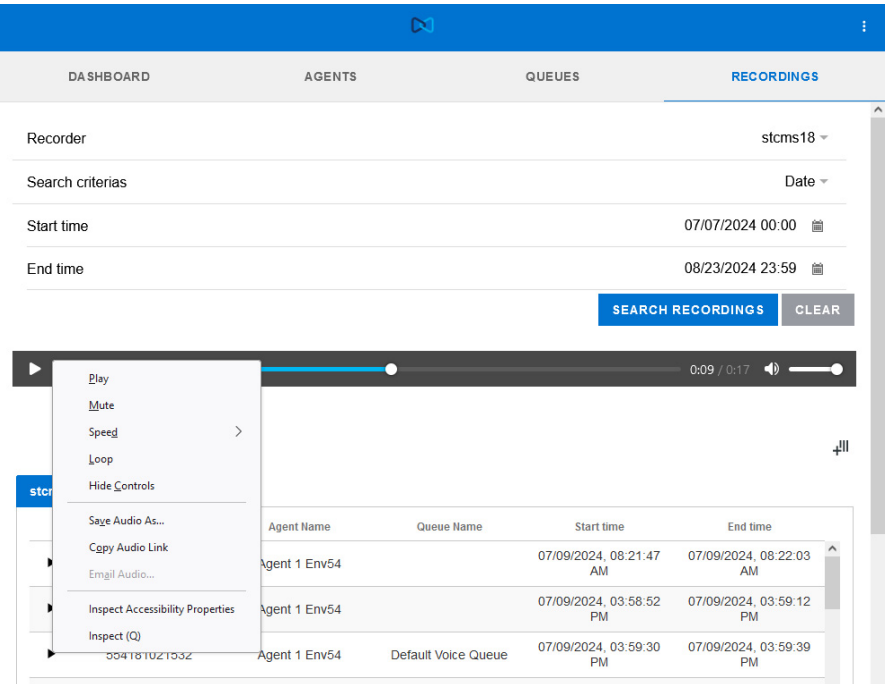 DASHBOARD AGENTS QUEUES RECORDINGS
Recorder stcms18
Search criterias Date
Start time 07/07/2024 00:00
End time 08/23/2024 23:59
SEARCH RECORDINGS CLEAR
0:09 / 0:17
Play
Mute
Speed
Loop
Hide Controls
Save Audio As...
Copy Audio Link
Email Audio...
Inspect Accessibility Properties
Inspect (Q)
Agent Name Queue Name Start time End time
Agent 1 Env54 07/09/2024, 08:21:47 07/09/2024, 08:22:03
AM AM
Agent 1 Env54 07/09/2024, 03:58:52 07/09/2024, 03:59:12
PM PM
554181021532 Agent 1 Env54 Default Voice Queue 07/09/2024, 03:59:30 07/09/2024, 03:59:39
PM PM